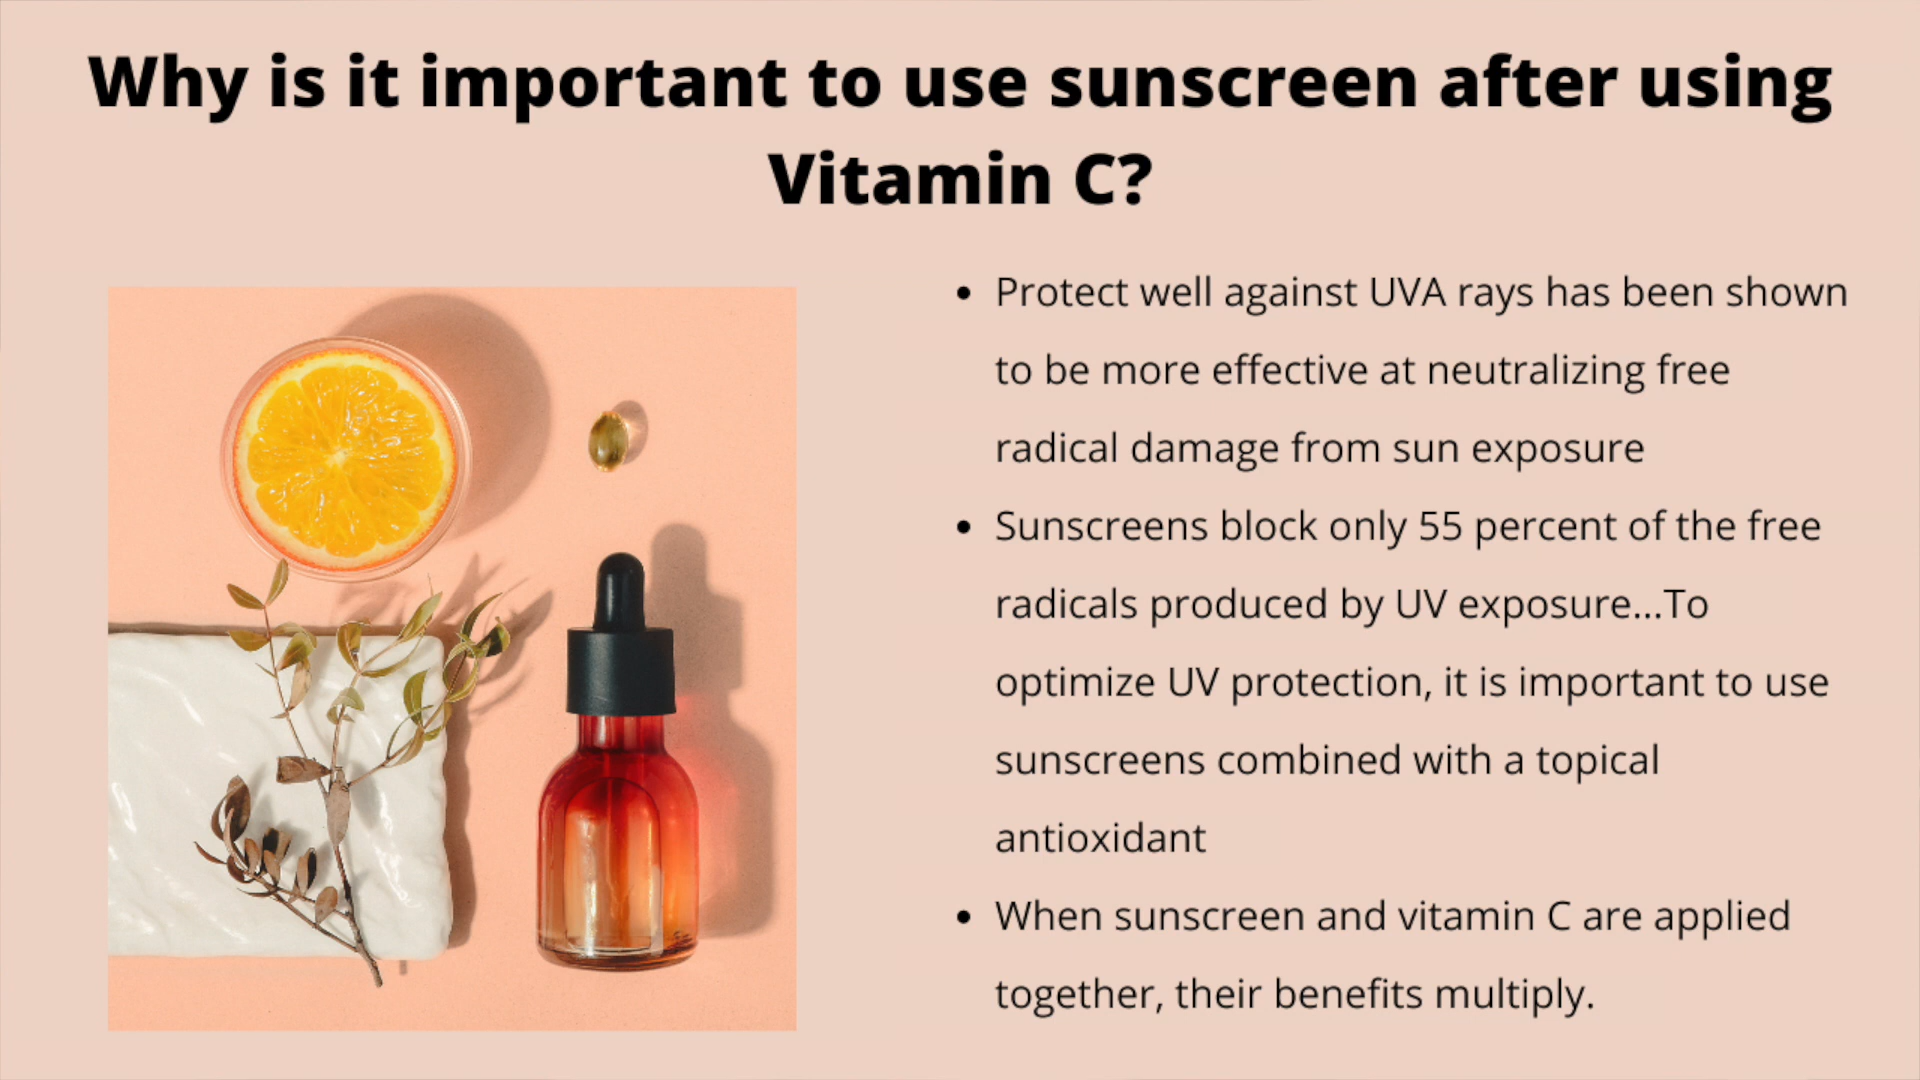 Why is it important to use sunscreen after using
Vitamin C?
• Protect well against UVA rays has been shown
to be more effective at neutralizing free
radical damage from sun exposure
• Sunscreens block only 55 percent of the free
radicals produced by UV exposure...To
optimize UV protection, it is important to use
sunscreens combined with a topical
antioxidant
• When sunscreen and vitamin C are applied
together, their benefits multiply.